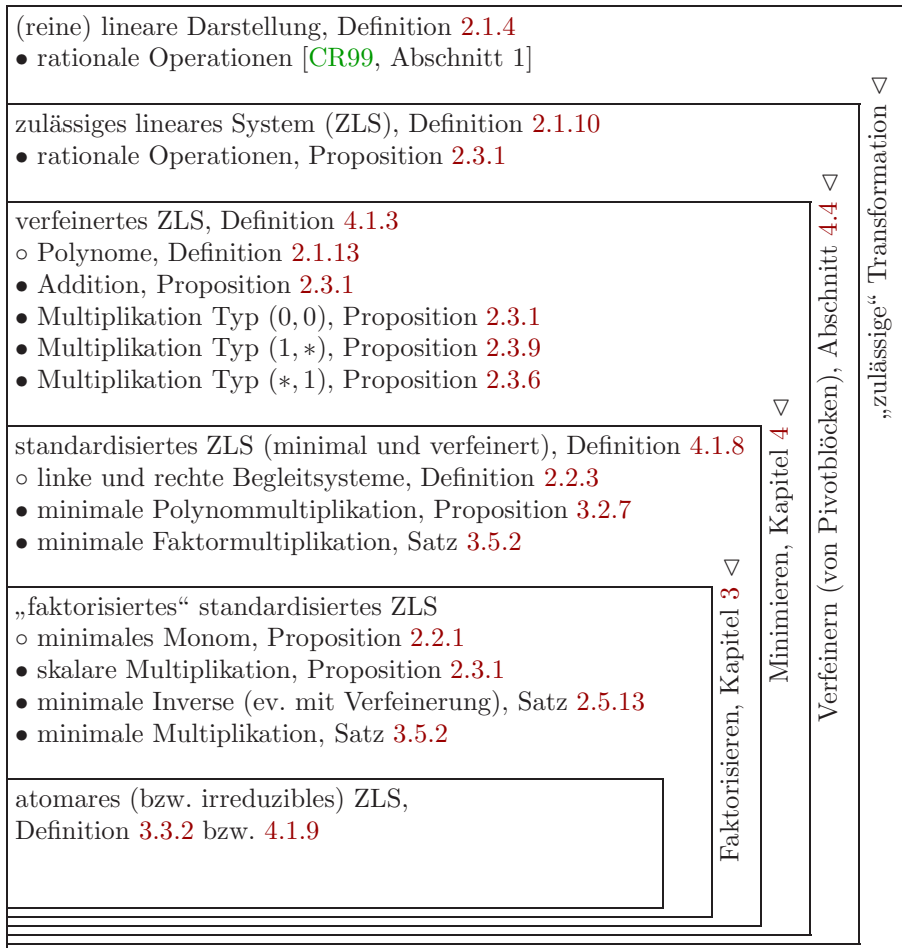 (reine) lineare Darstellung, Definition 2.1.4
• rationale Operationen [CR99, Abschnitt 1]
zulässiges lineares System (ZLS), Definition 2.1.10
• rationale Operationen, Proposition 2.3.1
verfeinertes ZLS, Definition 4.1.3
◦ Polynome, Definition 2.1.13
• Addition, Proposition 2.3.1
• Multiplikation Typ (0, 0), Proposition 2.3.1
• Multiplikation Typ (1, ∗), Proposition 2.3.9
• Multiplikation Typ (∗, 1), Proposition 2.3.6
standardisiertes ZLS (minimal und verfeinert), Definition 4.1.8
◦ linke und rechte Begleitsysteme, Definition 2.2.3
• minimale Polynommultiplikation, Proposition 3.2.7
• minimale Faktormultiplikation, Satz 3.5.2
„faktorisiertes“ standardisiertes ZLS
◦ minimales Monom, Proposition 2.2.1
• skalare Multiplikation, Proposition 2.3.1
• minimale Inverse (ev. mit Verfeinerung), Satz 2.5.13
• minimale Multiplikation, Satz 3.5.2
atomares (bzw. irreduzibles) ZLS,
Definition 3.3.2 bzw. 4.1.9
Faktorisieren, Kapitel 3 ◁
Minimieren, Kapitel 4 ◁
Verfeinern (von Pivotblöcken), Abschnitt 4.4 ◁
„zulässige“ Transformation ◁